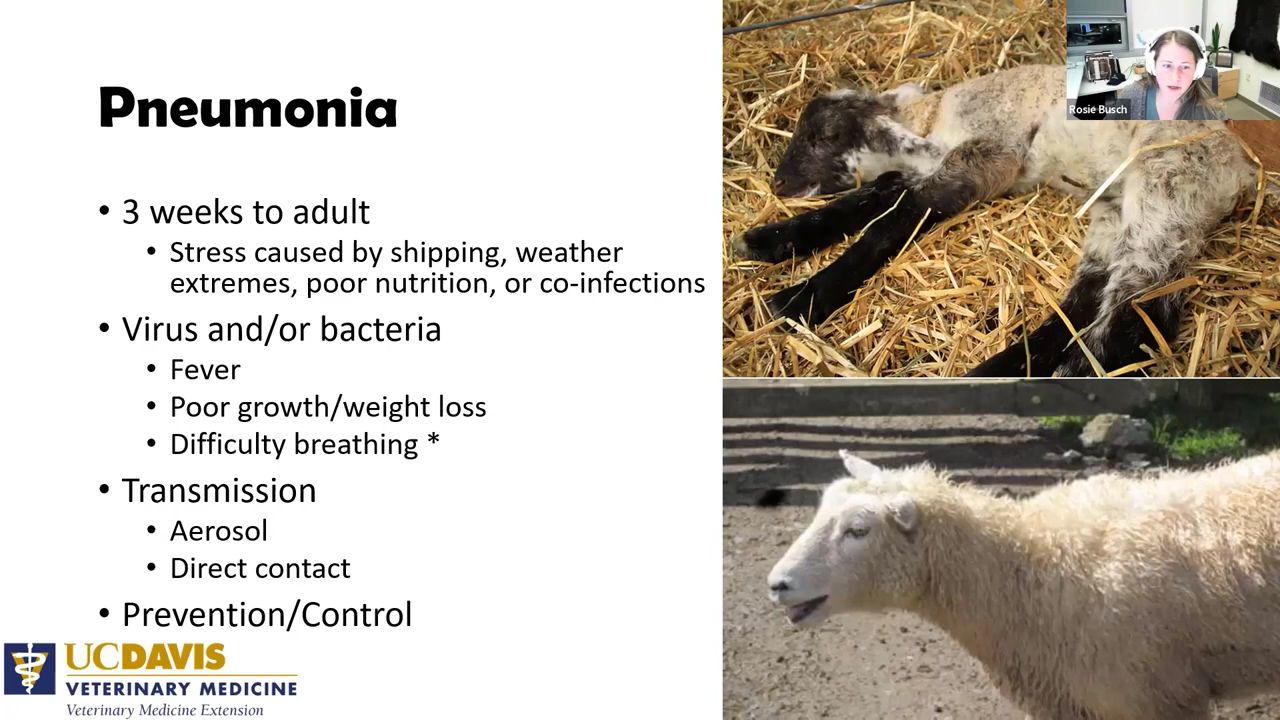 Pneumonia
• 3 weeks to adult
• Stress caused by shipping, weather
extremes, poor nutrition, or co-infections
• Virus and/or bacteria
• Fever
• Poor growth/weight loss
• Difficulty breathing *
• Transmission
• Aerosol
• Direct contact
• Prevention/Control
UCDAVIS
VETERINARY MEDICINE
Veterinary Medicine Extension
Rosie Busch